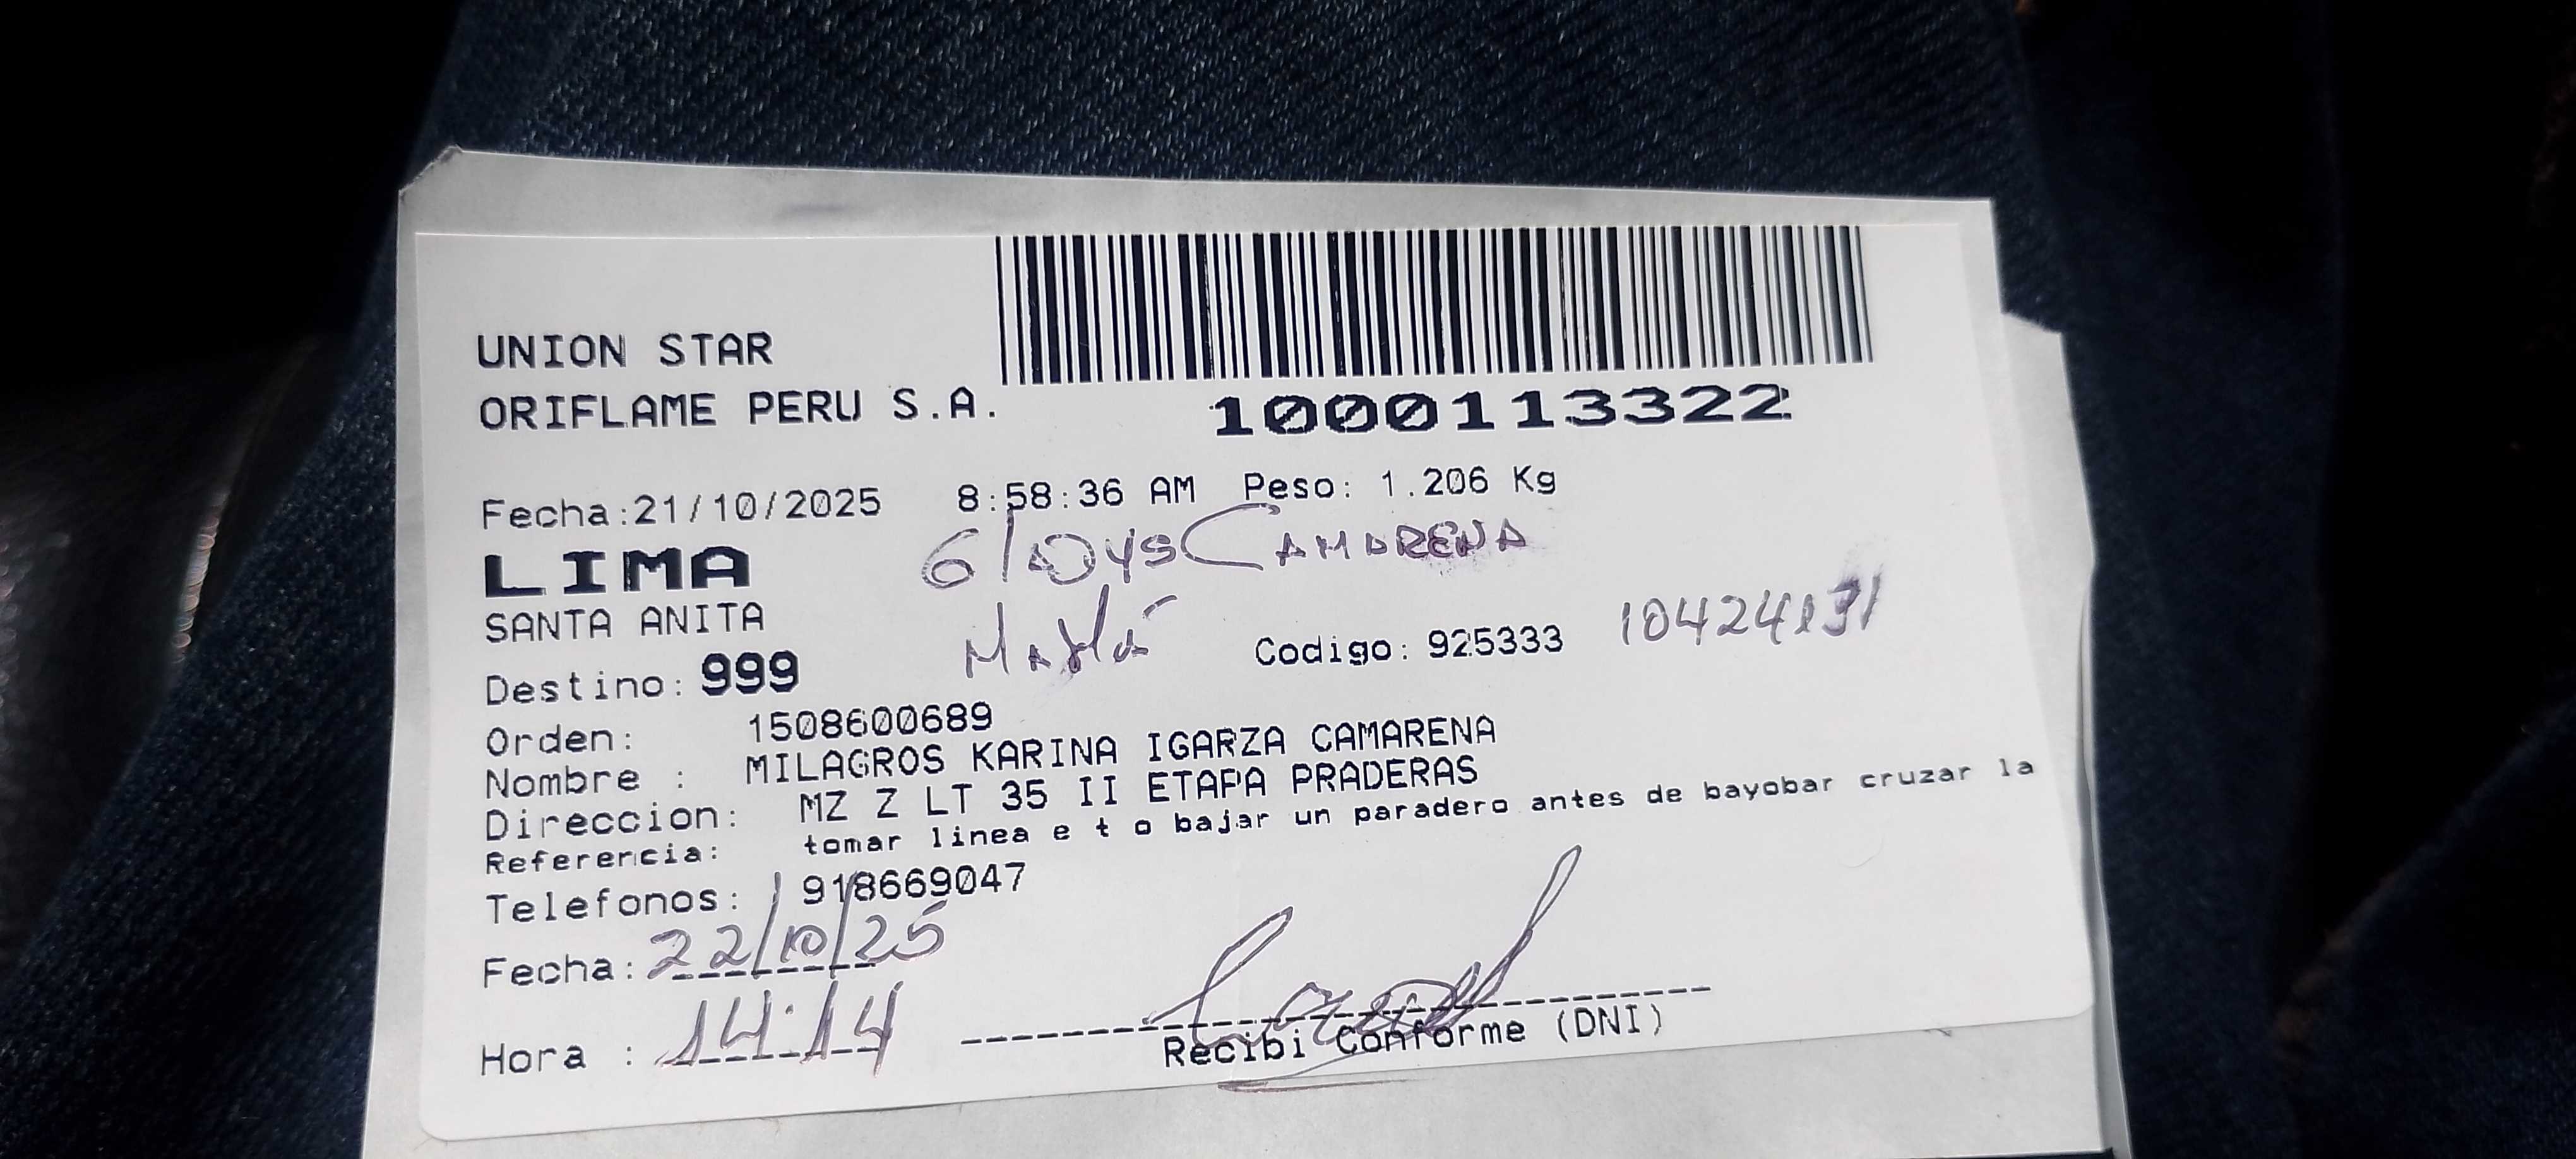 UNION STAR
ORIFLAME PERU S.A.
1000113322
Fecha:21/10/2025 8:58:36 AM Peso: 1.206 Kg
LIMA
Gladys CAMARENA
SANTA ANITA
Mamá
Destino: 999
Codigo: 925333
Orden: 1508600689
Nombre : MILAGROS KARINA IGARZA CAMARENA
Direccion: MZ Z LT 35 II ETAPA PRADERAS
Referencia: tomar linea e t o bajar un paradero antes de bayobar cruzar la
Telefonos: 918669047
Fecha: 22/10/25
Hora : 14:14
Recibi Conforme (DNI)